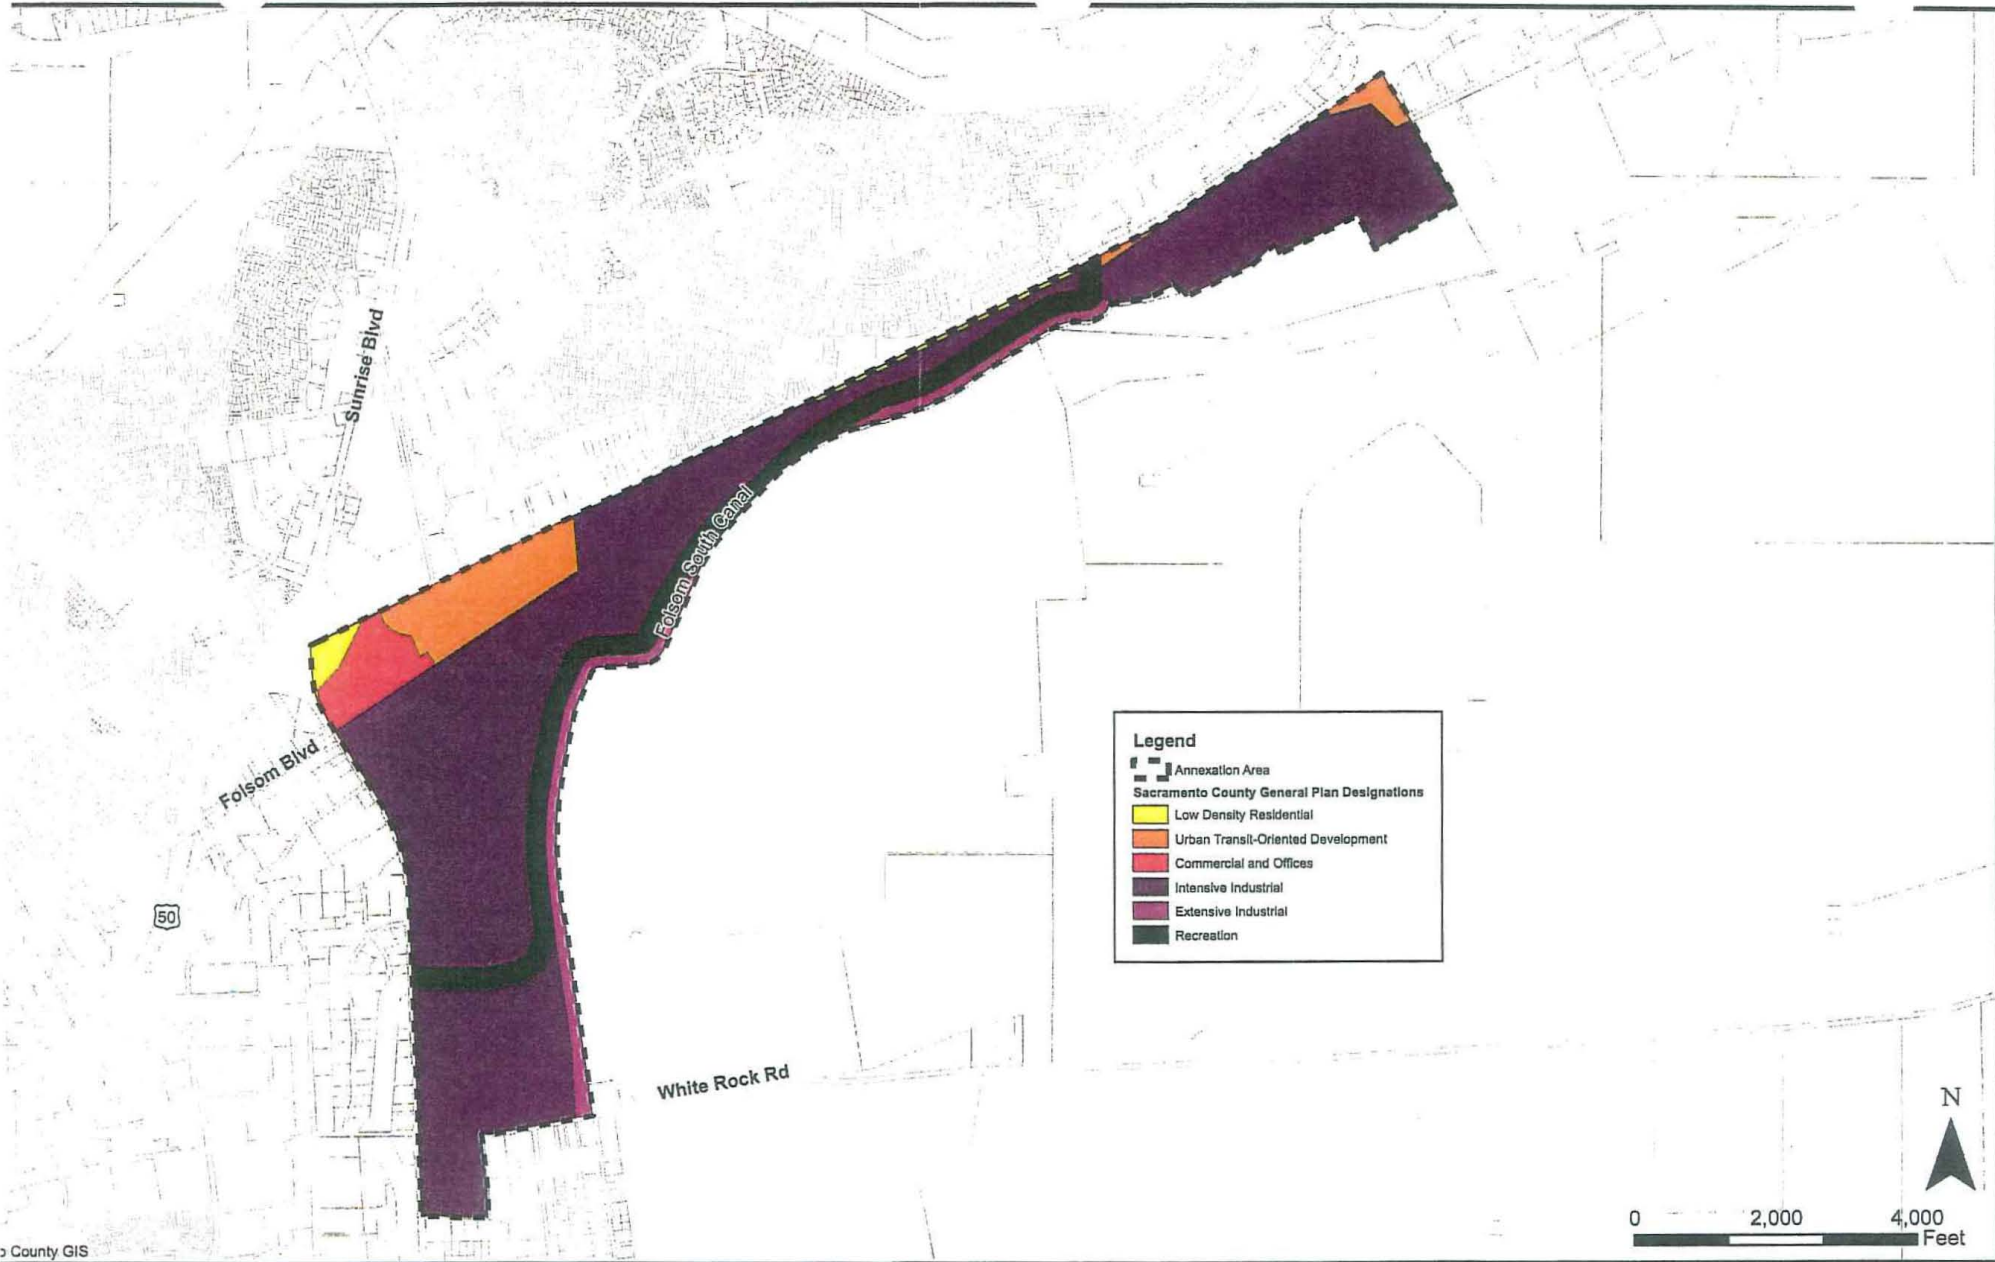 Sunrise Blvd
Folsom South Canal
Folsom Blvd
50
White Rock Rd
Legend
Annexation Area
Sacramento County General Plan Designations
Low Density Residential
Urban Transit-Oriented Development
Commercial and Offices
Intensive Industrial
Extensive Industrial
Recreation
N
0 2,000 4,000
Feet
County GIS